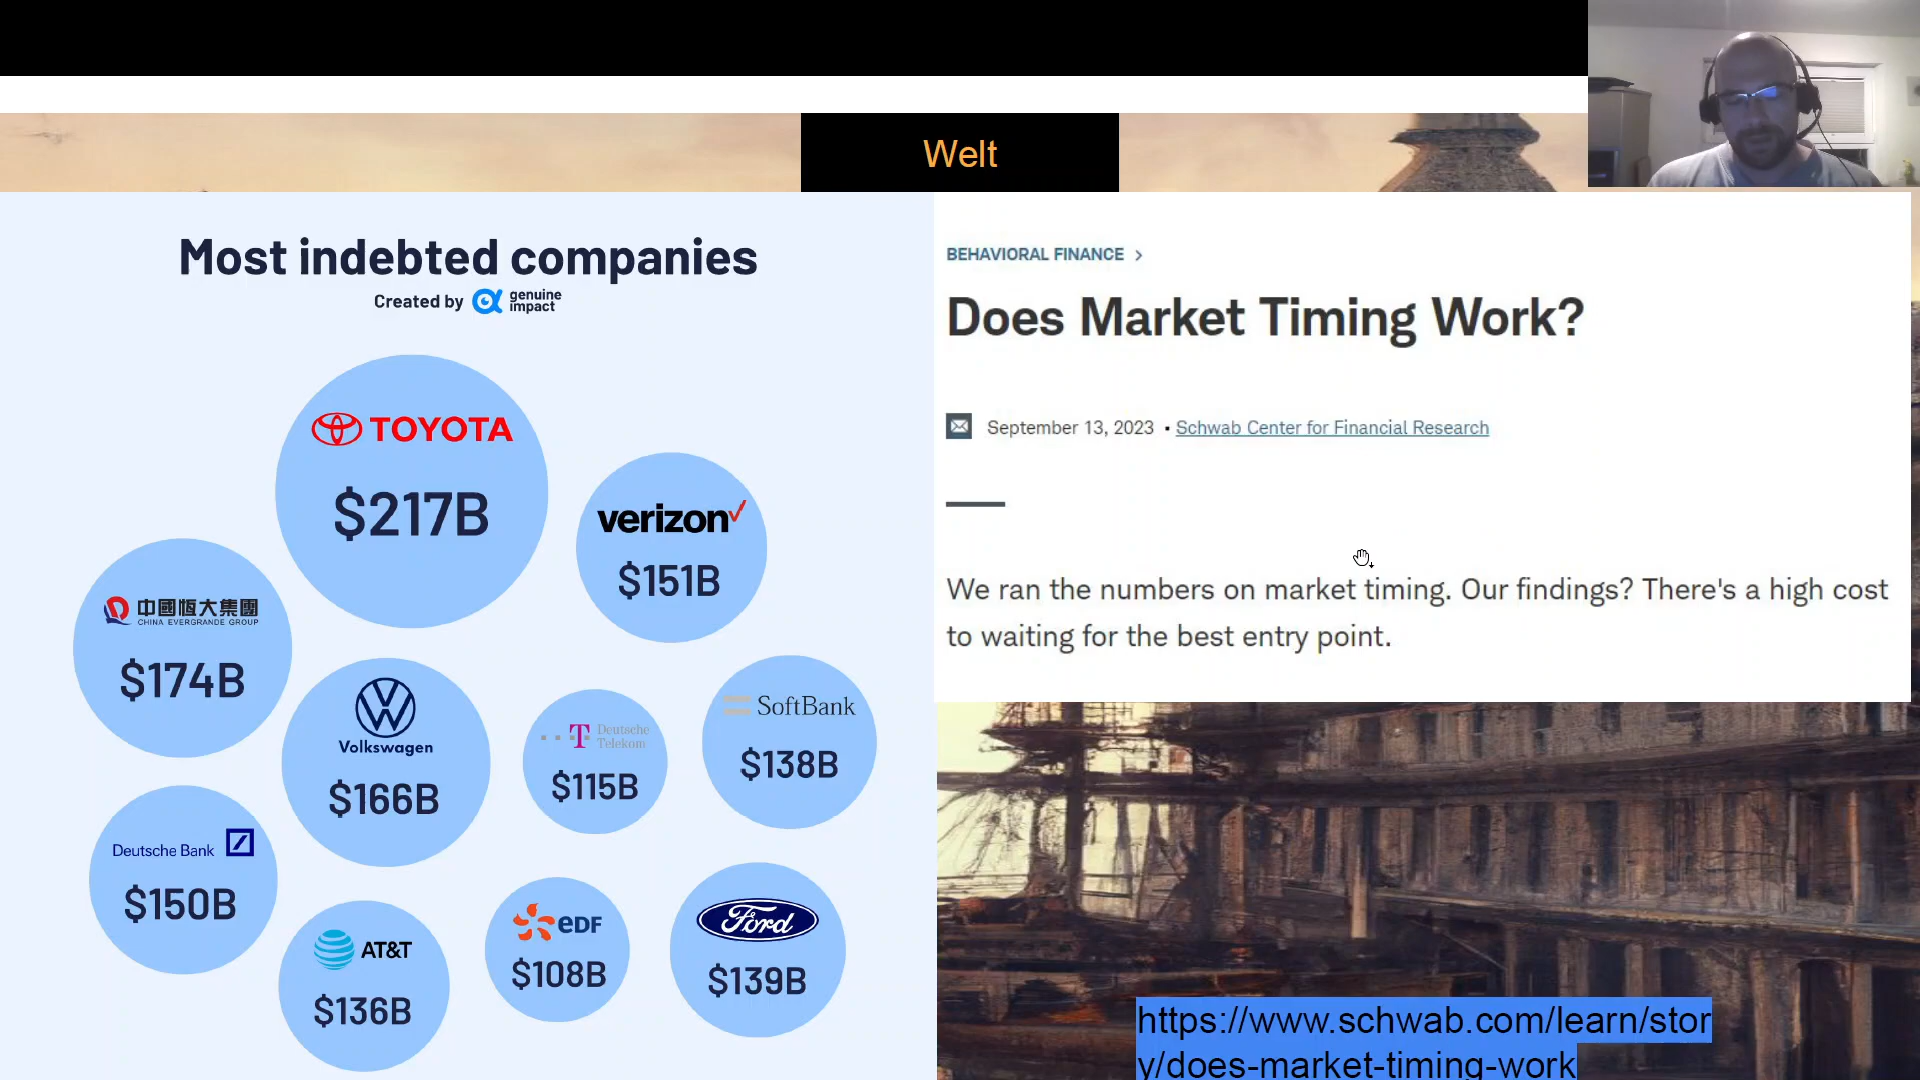 Welt
Most indebted companies
Created by genuine impact
TOYOTA
$217B
verizon
$151B
中國恆大集團
CHINA EVERGRANDE GROUP
$174B
Volkswagen
$166B
Deutsche
Telekom
$115B
SoftBank
$138B
Deutsche Bank
$150B
AT&T
$136B
eDF
$108B
Ford
$139B
BEHAVIORAL FINANCE >
Does Market Timing Work?
September 13, 2023 • Schwab Center for Financial Research
We ran the numbers on market timing. Our findings? There's a high cost
to waiting for the best entry point.
https://www.schwab.com/learn/stor
y/does-market-timing-work